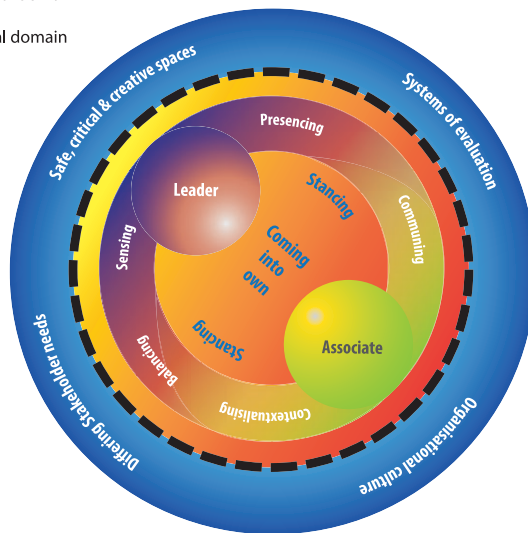 al domain
Safe, critical & creative spaces
Systems of evaluation
Presencing
Leader
Stancing
Communing
Sensing
Coming
into
own
Stancing
Associate
Balancing
Contextualising
Differing Stakeholder needs
Organisational culture